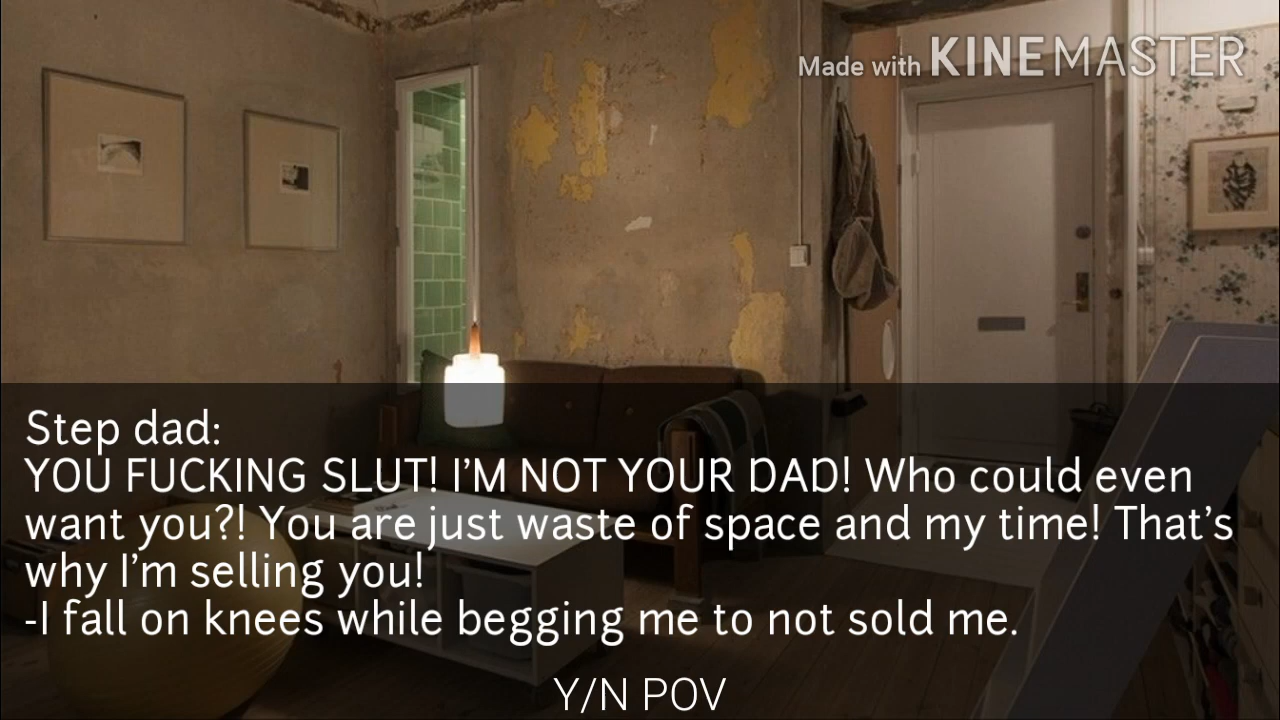 Made with KINEMASTER
Step dad:
YOU FUCKING SLUT! I'M NOT YOUR DAD! Who could even
want you?! You are just waste of space and my time! That's
why I'm selling you!
-I fall on knees while begging me to not sold me.
Y/N POV